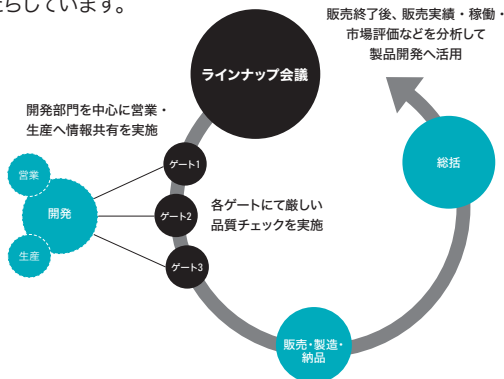 らしています。
販売終了後、販売実績・稼働・
市場評価などを分析して
製品開発へ活用
ラインナップ会議
開発部門を中心に営業・
生産へ情報共有を実施
ゲート1
総括
営業
開発
ゲート2
各ゲートにて厳しい
品質チェックを実施
生産
ゲート3
販売・製造・
納品